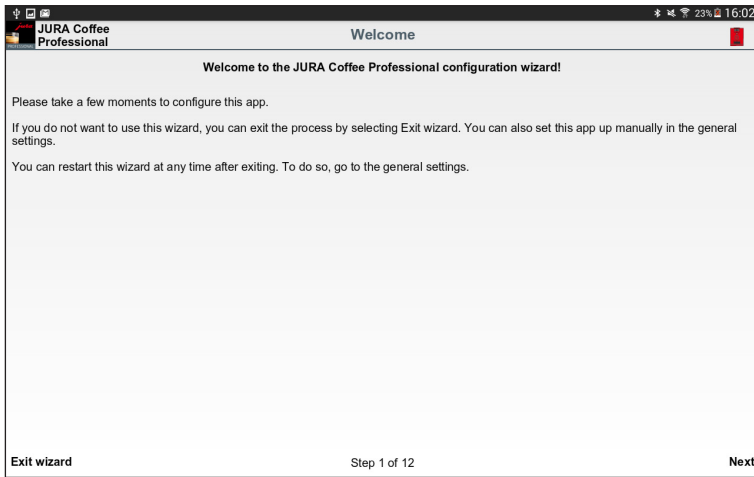 23% 16:02
JURA Coffee
Professional
Welcome
Welcome to the JURA Coffee Professional configuration wizard!
Please take a few moments to configure this app.
If you do not want to use this wizard, you can exit the process by selecting Exit wizard. You can also set this app up manually in the general
settings.
You can restart this wizard at any time after exiting. To do so, go to the general settings.
Exit wizard
Step 1 of 12
Next